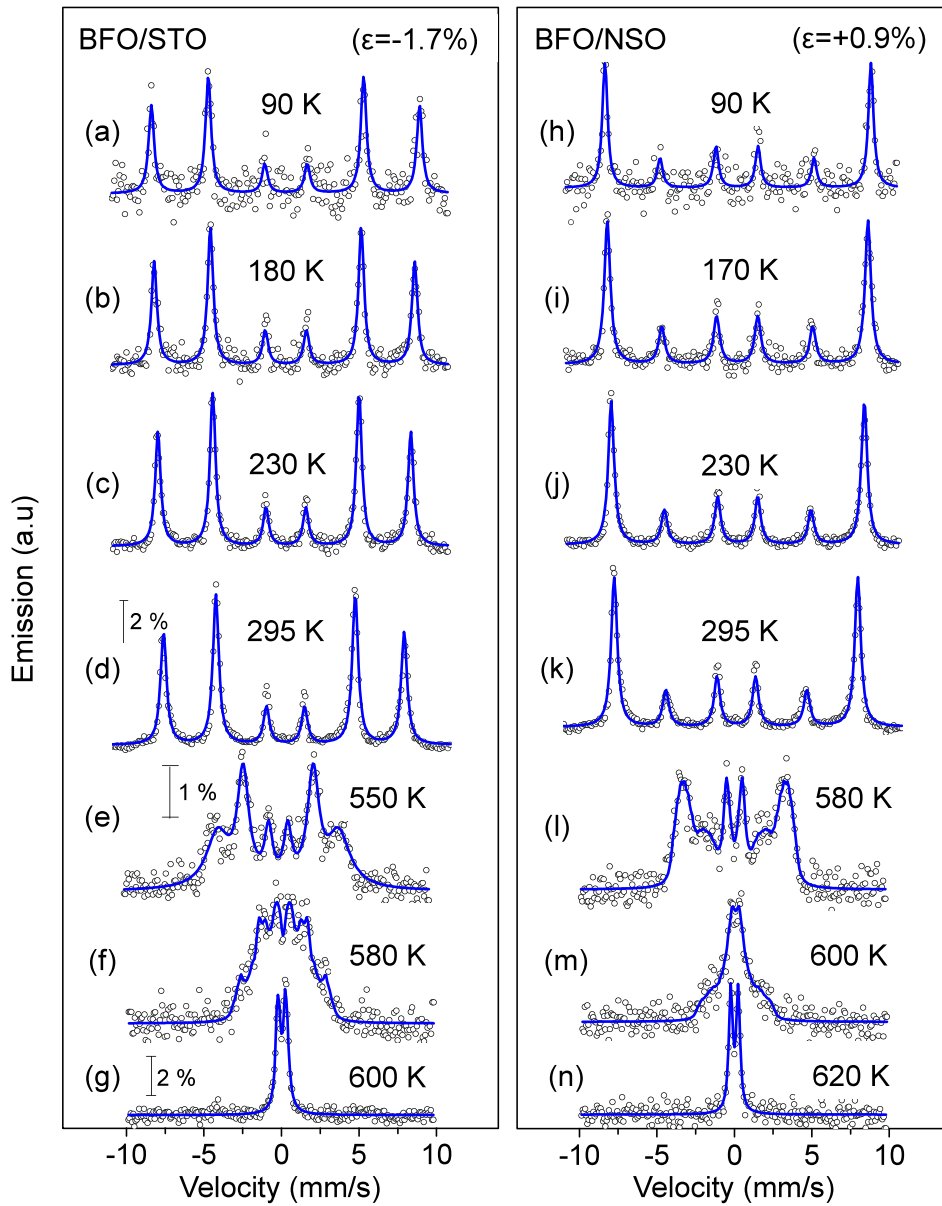 BFO/STO (ε=-1.7%)
(a) 90 K
(b) 180 K
(c) 230 K
2 %
(d) 295 K
1 %
(e) 550 K
(f) 580 K
(g) 2 % 600 K
-10 -5 0 5 10
Velocity (mm/s)
Emission (a.u)
BFO/NSO (ε=+0.9%)
(h) 90 K
(i) 170 K
(j) 230 K
(k) 295 K
(l) 580 K
(m) 600 K
(n) 620 K
-10 -5 0 5 10
Velocity (mm/s)